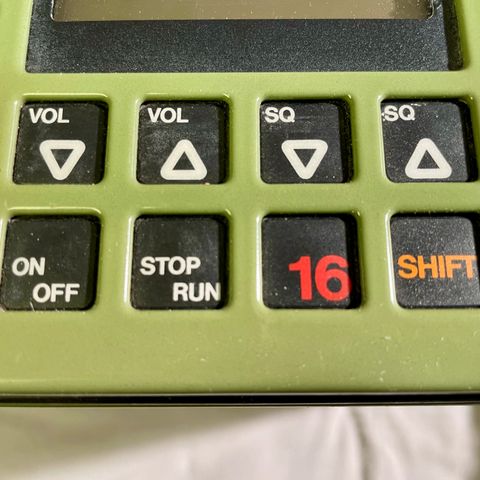 VOL VOL SQ SQ
ON STOP 16 SHIFT
OFF RUN